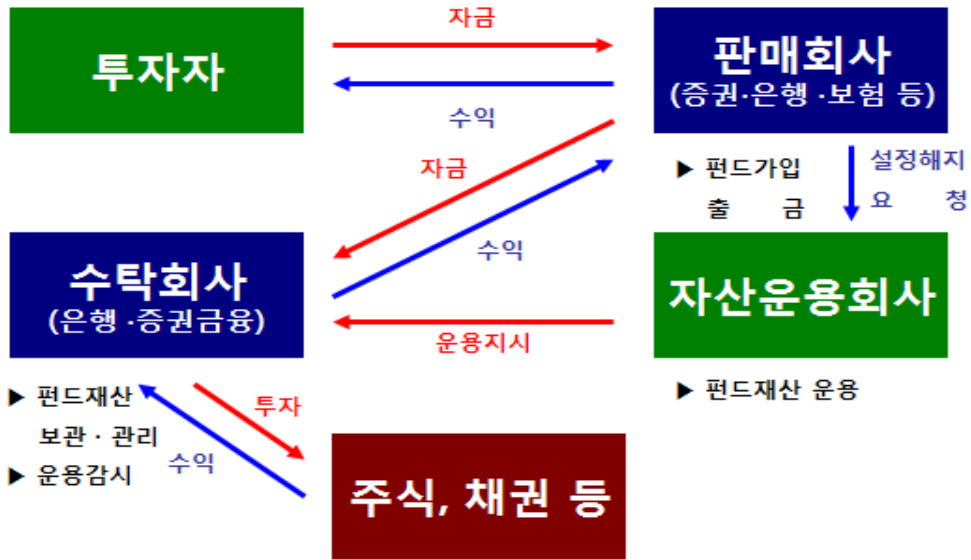 자금
투자자
판매회사
(증권·은행 ·보험 등)
수익
자금
▶ 펀드가입
출 금
설정해지
요 청
수익
수탁회사
(은행 ·증권금융)
자산운용회사
운용지시
▶ 펀드재산
보관 · 관리
▶ 운용감시
투자
수익
▶ 펀드재산 운용
주식, 채권 등